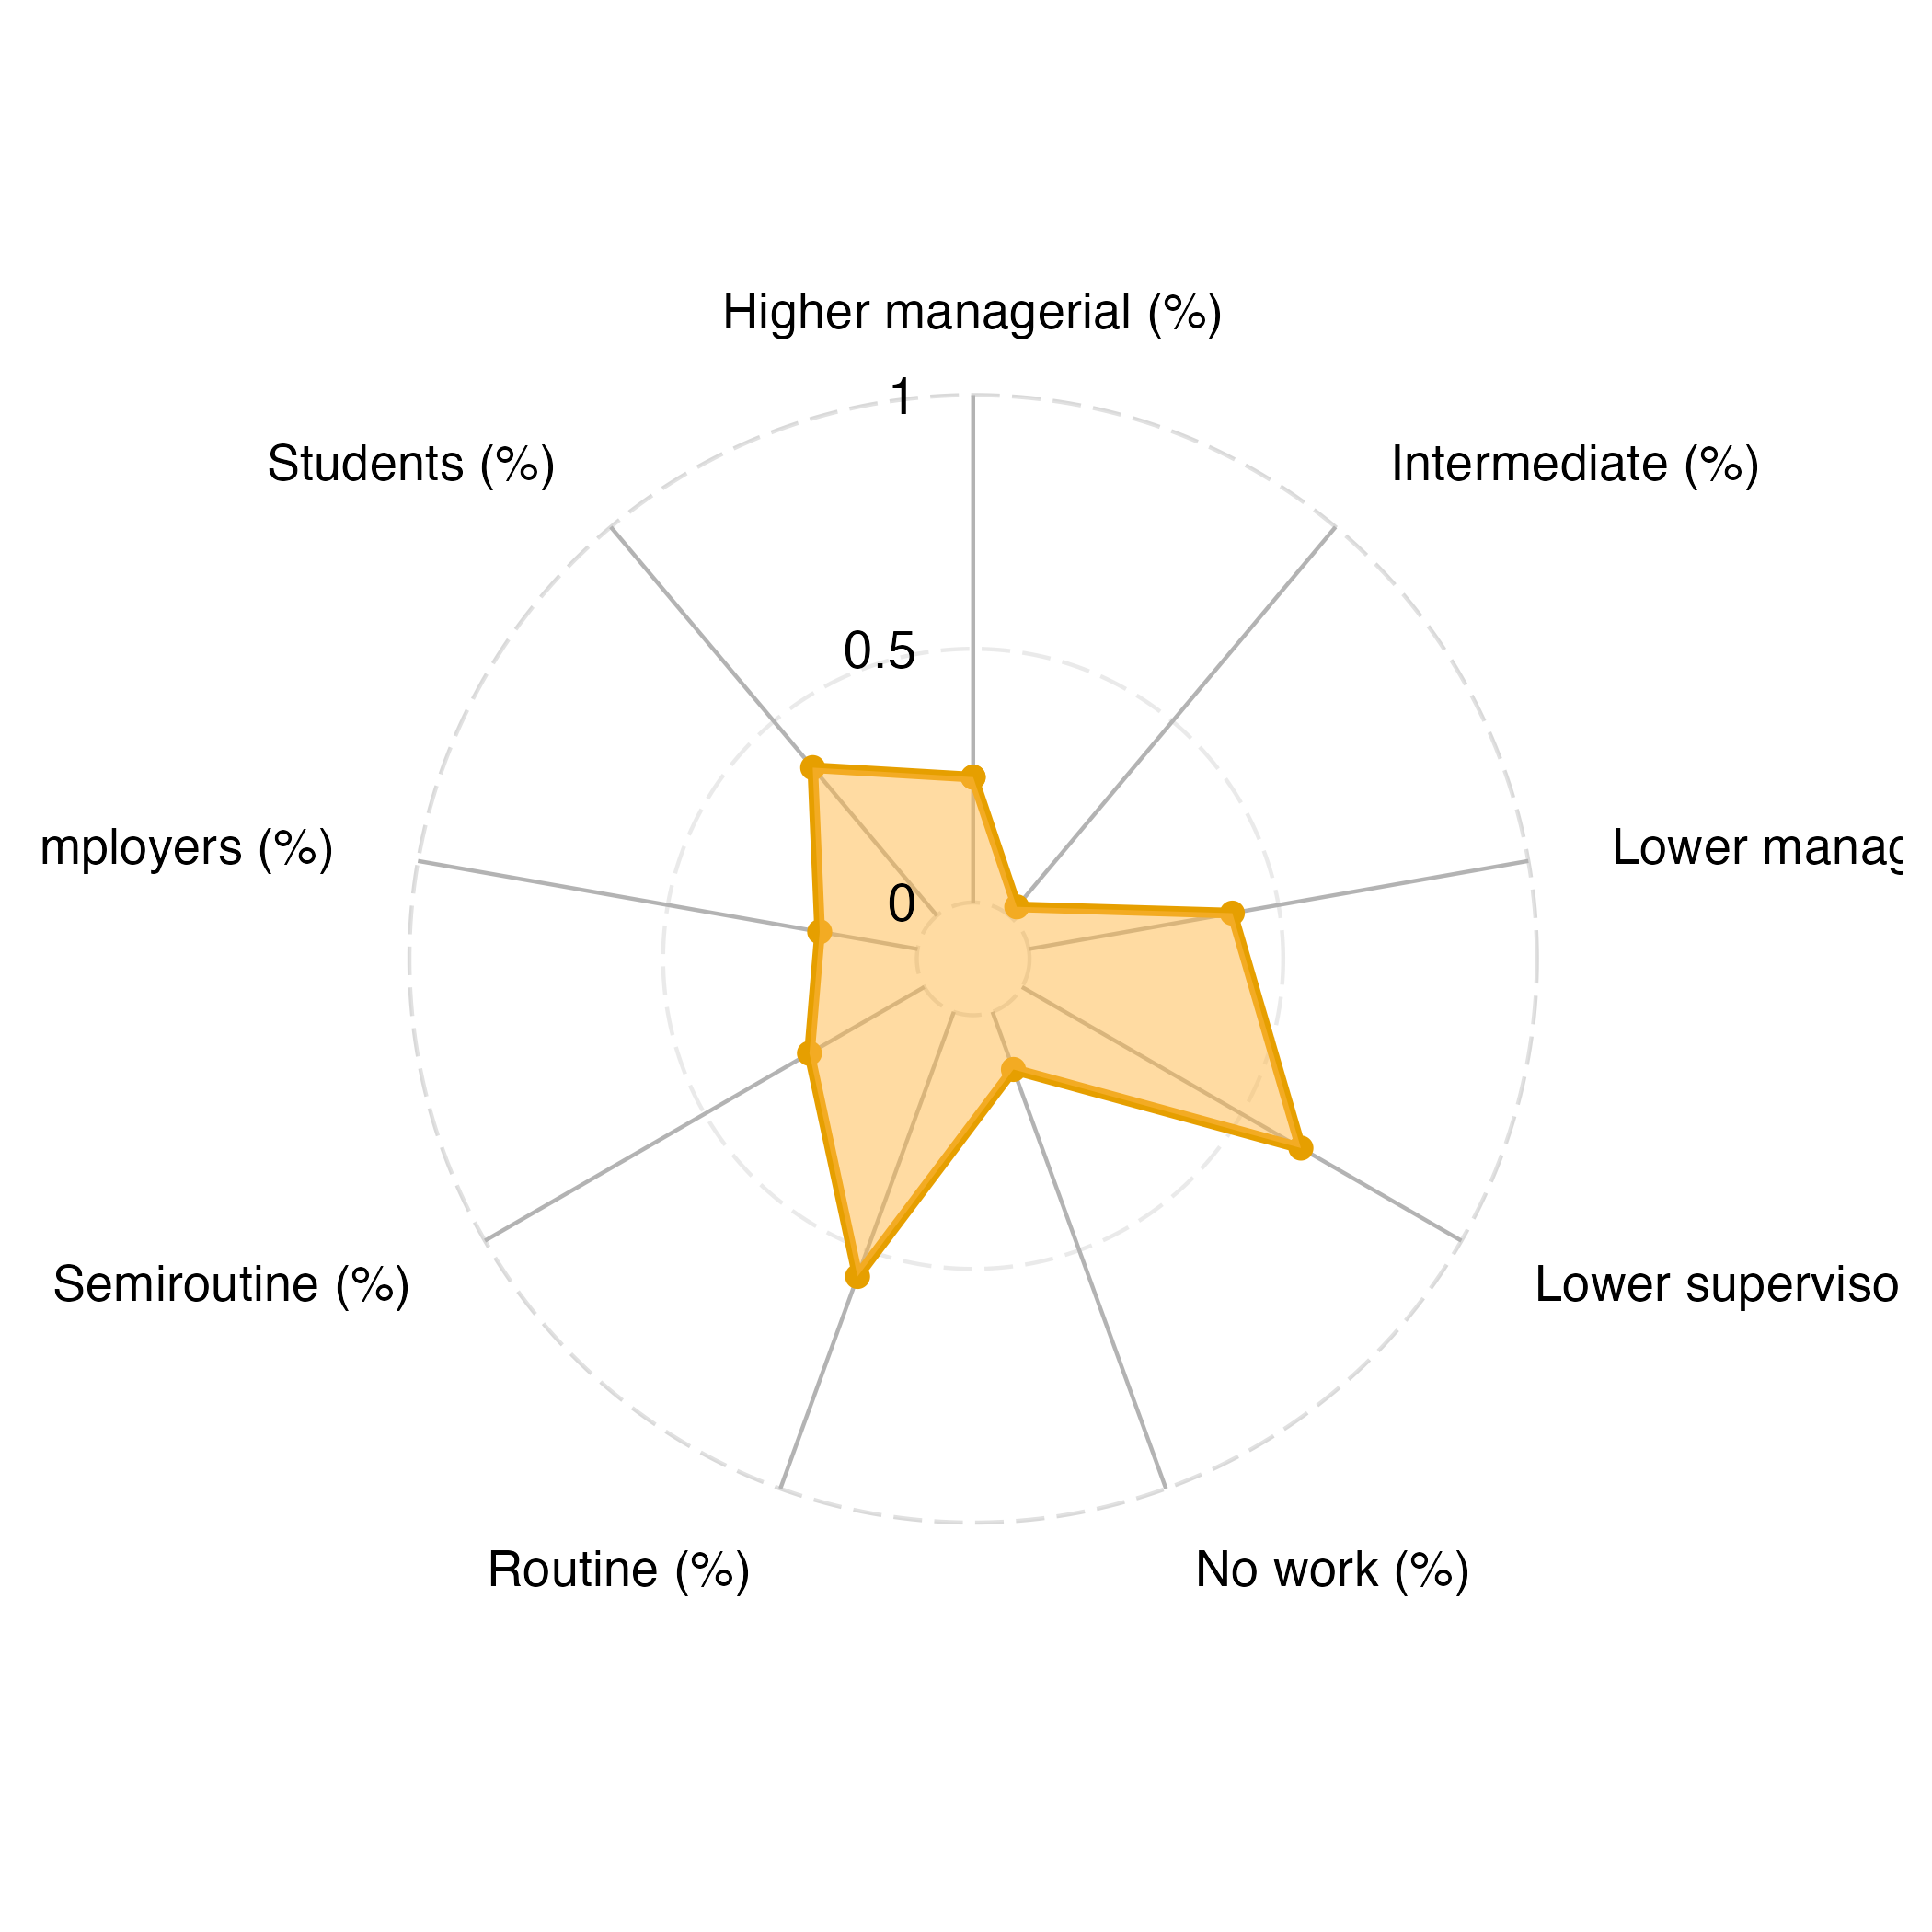 Higher managerial (%)
1
Students (%)
Intermediate (%)
0.5
mployers (%)
Lower manag
0
Semiroutine (%)
Lower superviso
Routine (%)
No work (%)